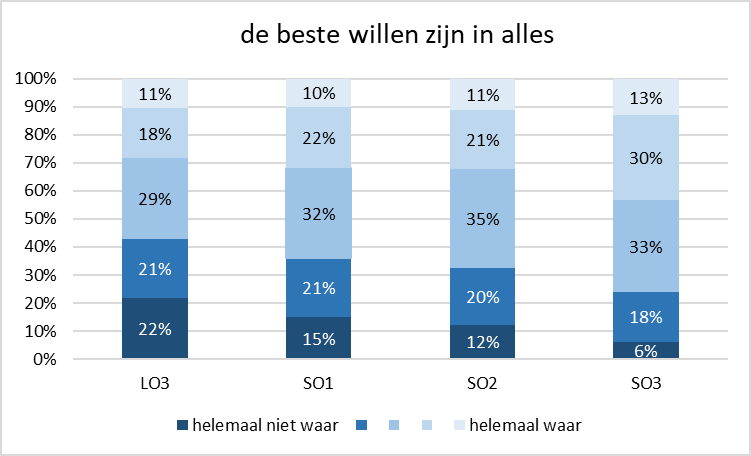 de beste willen zijn in alles
100%
90%
80%
70%
60%
50%
40%
30%
20%
10%
0%
11% 10% 11% 13%
18% 22% 21% 30%
29% 32% 35% 33%
21% 21% 20% 18%
22% 15% 12% 6%
LO3 SO1 SO2 SO3
helemaal niet waar helemaal waar